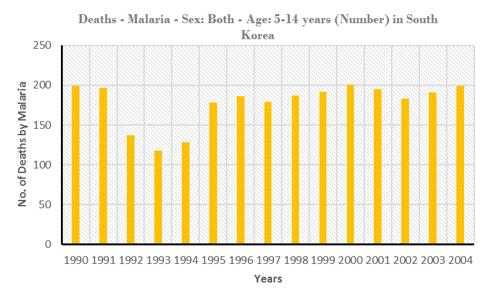 Deaths - Malaria - Sex: Both - Age: 5-14 years (Number) in South
Korea
250
200
150
100
50
0
No. of Deaths by Malaria
1990 1991 1992 1993 1994 1995 1996 1997 1998 1999 2000 2001 2002 2003 2004
Years